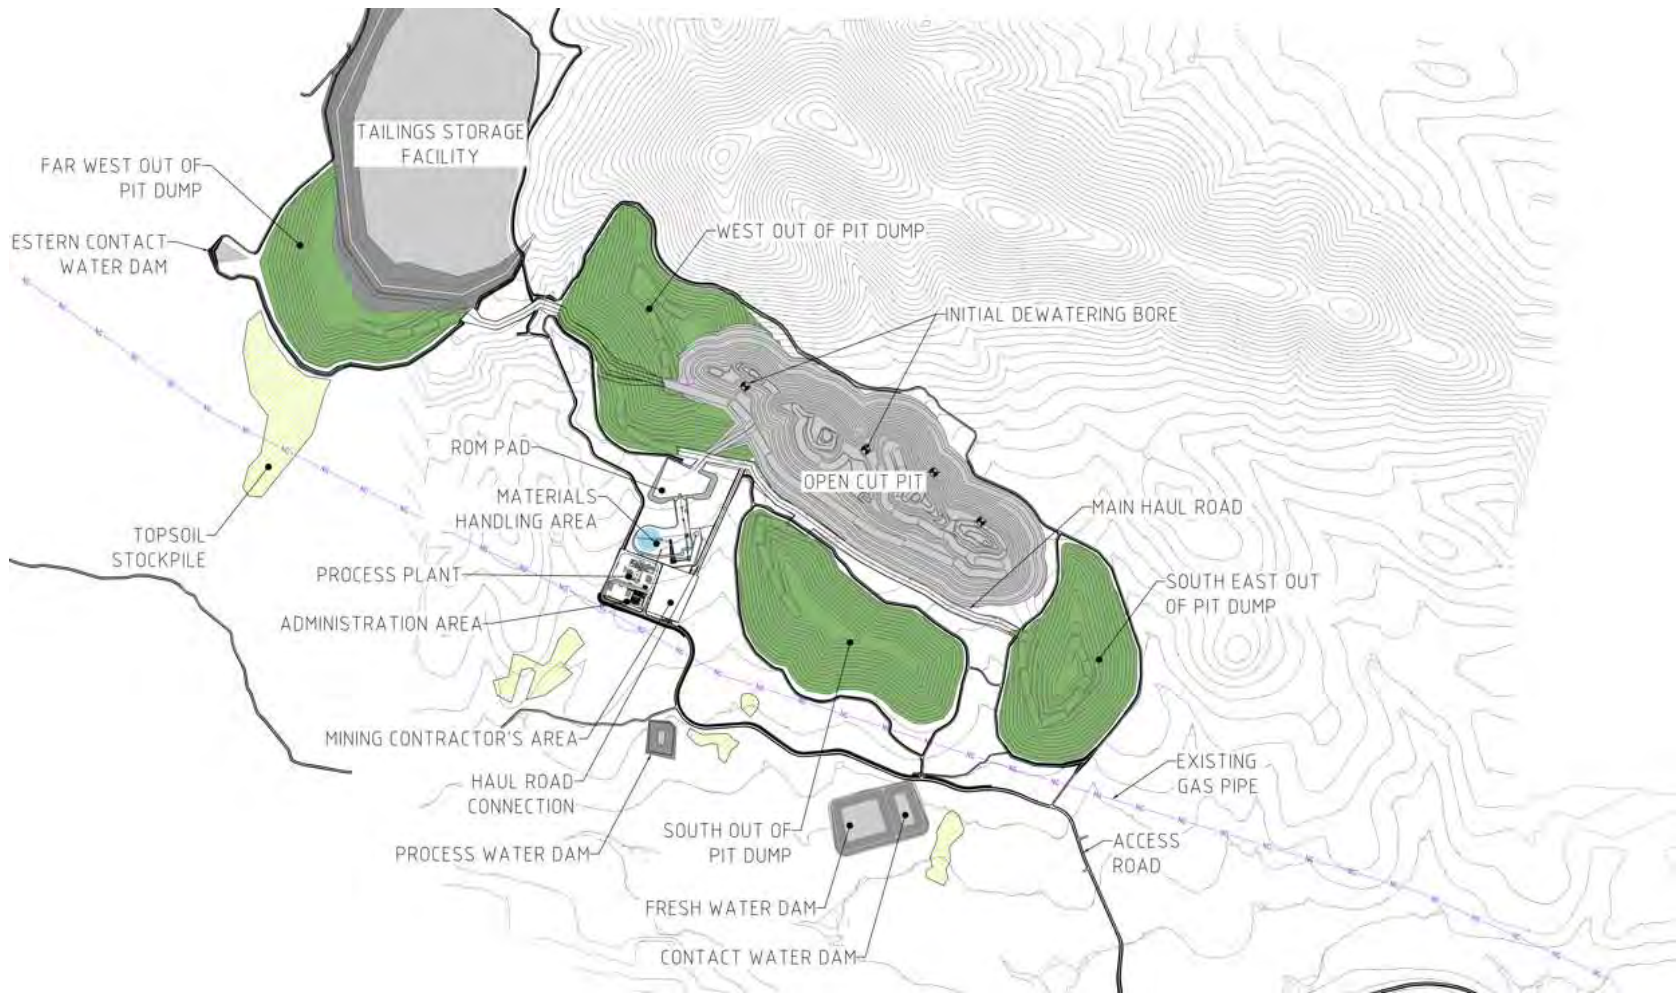 TAILINGS STORAGE
FACILITY
FAR WEST OUT OF
PIT DUMP
ESTERN CONTACT
WATER DAM
WEST OUT OF PIT DUMP
INITIAL DEWATERING BORE
ROM PAD
OPEN CUT PIT
MATERIALS
HANDLING AREA
MAIN HAUL ROAD
TOPSOIL
STOCKPILE
PROCESS PLANT
SOUTH EAST OUT
OF PIT DUMP
ADMINISTRATION AREA
MINING CONTRACTOR'S AREA
HAUL ROAD
CONNECTION
EXISTING
GAS PIPE
SOUTH OUT OF
PIT DUMP
PROCESS WATER DAM
ACCESS
ROAD
FRESH WATER DAM
CONTACT WATER DAM